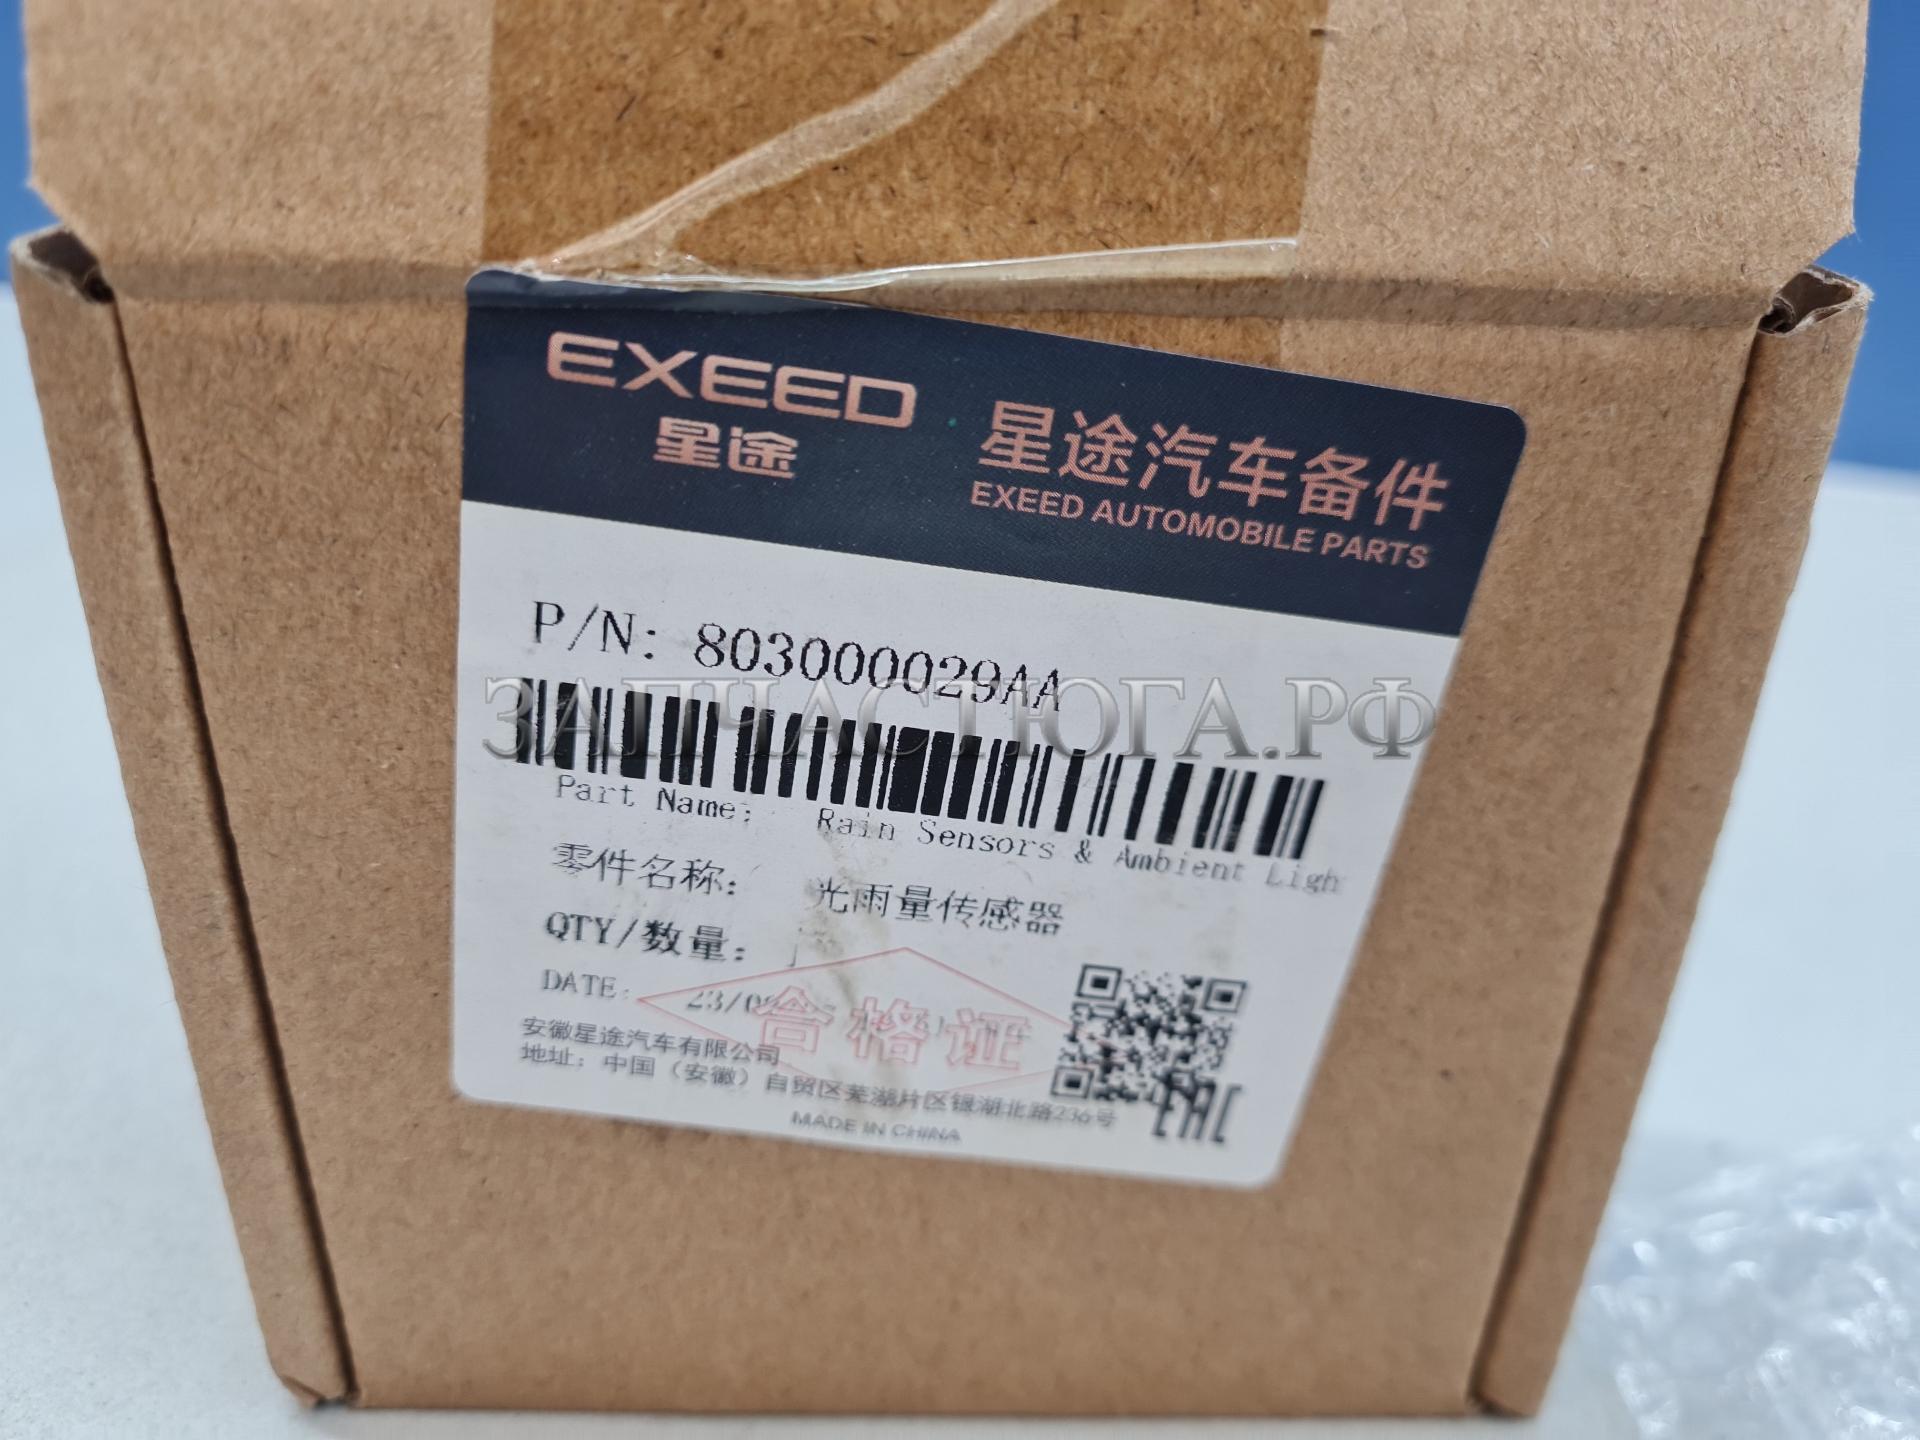 EXEED
星途
星途汽车备件
EXEED AUTOMOBILE PARTS
P/N: 803000029AA
ЗАПЧАСТЮГА.РФ
Part Name: Rain Sensors & Ambient Ligh
零件名称: 光雨量传感器
QTY/数量:
DATE: 23/0
合格证
安徽星途汽车有限公司
地址: 中国（安徽）自贸区芜湖片区银湖北路236号
MADE IN CHINA